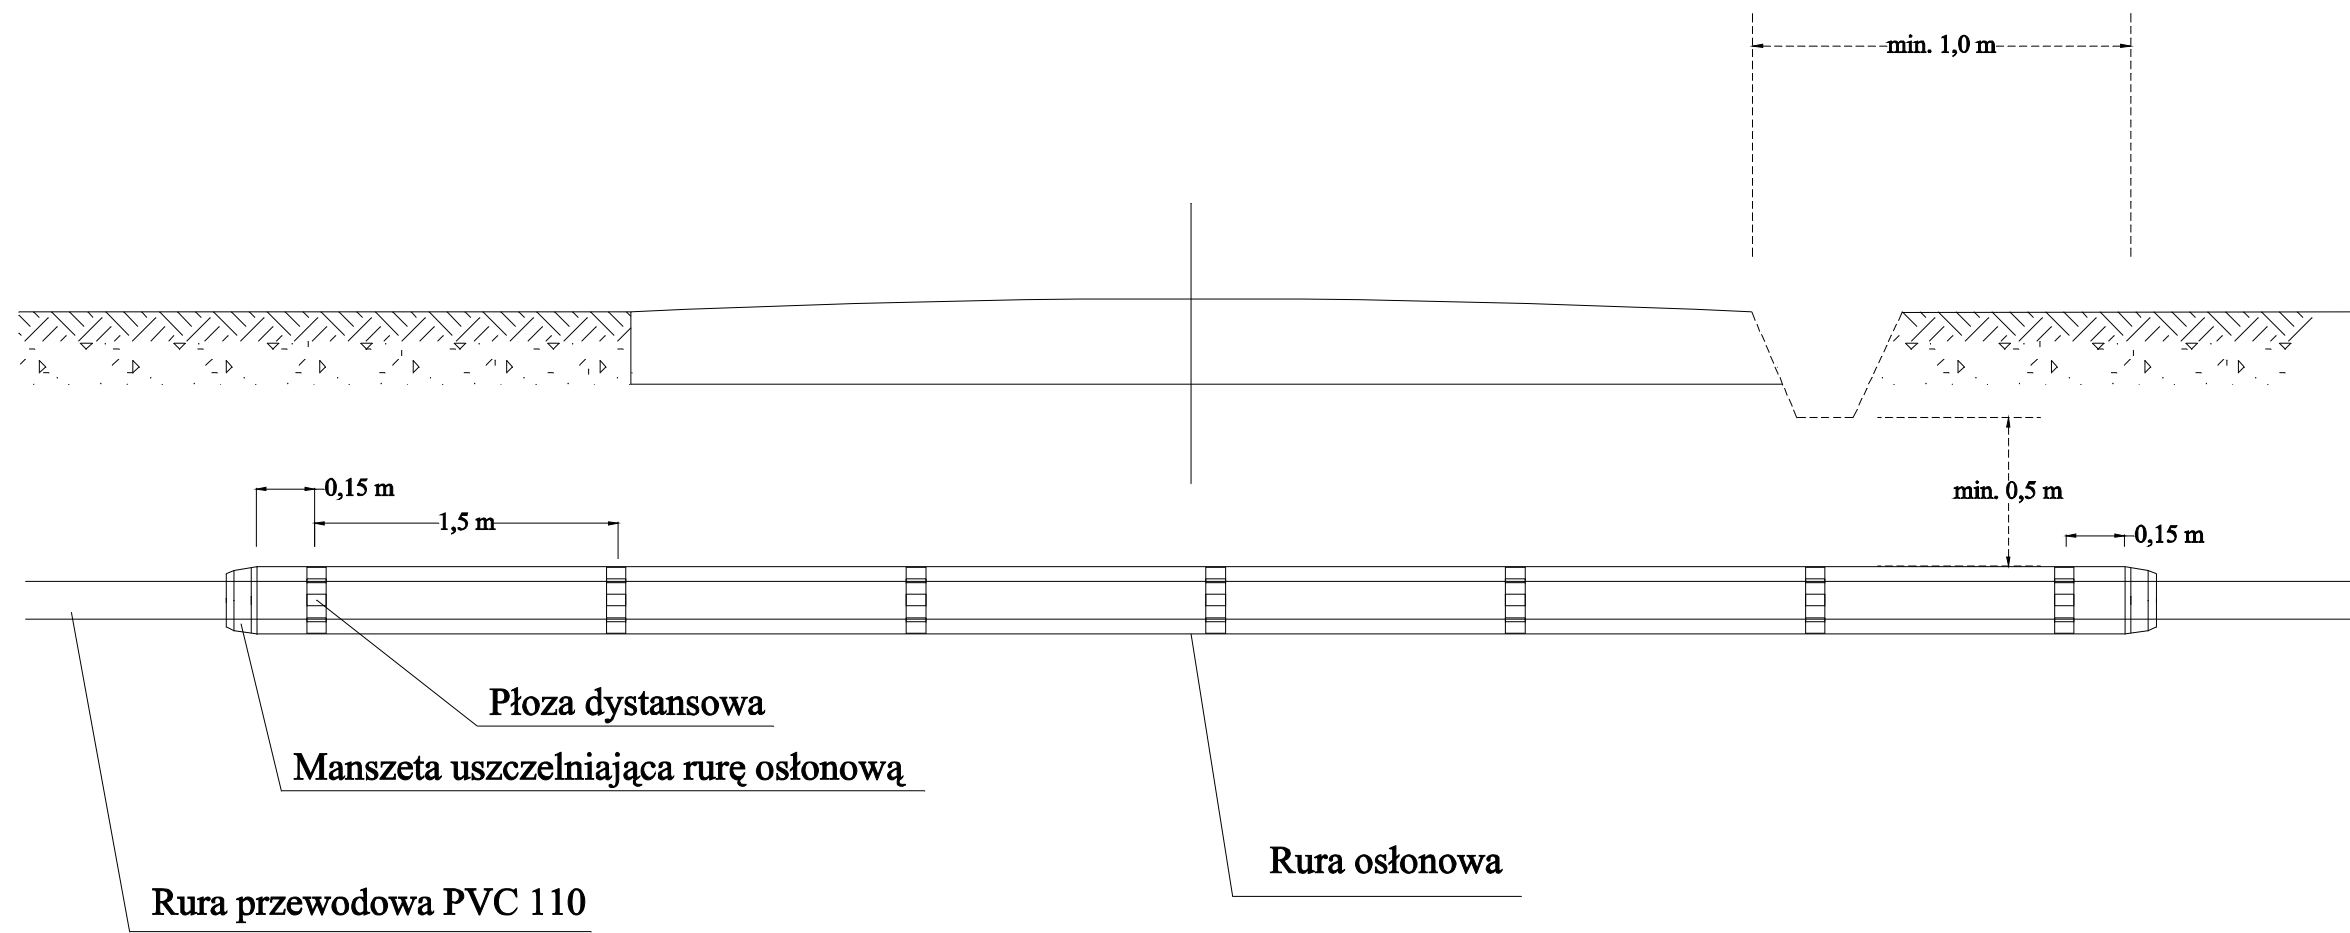 min. 1,0 m
0,15 m
min. 0,5 m
1,5 m
0,15 m
Płoza dystansowa
Manszeta uszczelniająca rurę osłonową
Rura osłonowa
Rura przewodowa PVC 110